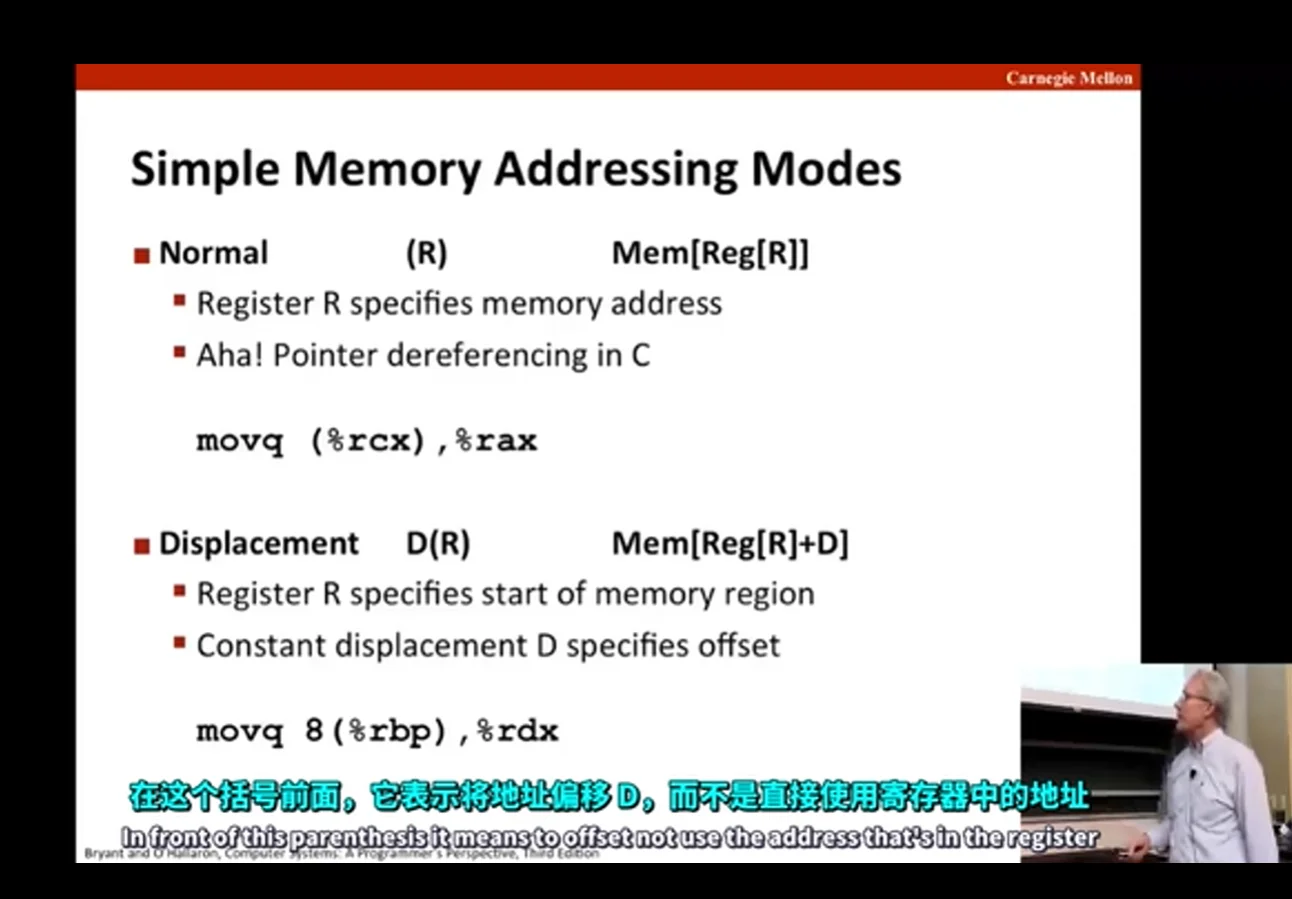 Carnegie Mellon
Simple Memory Addressing Modes
Normal (R) Mem[Reg[R]]
Register R specifies memory address
Aha! Pointer dereferencing in C
movq (%rcx),%rax
Displacement D(R) Mem[Reg[R]+D]
Register R specifies start of memory region
Constant displacement D specifies offset
movq 8(%rbp),%rdx
在这个括号前面，它表示将地址偏移 D，而不是直接使用寄存器中的地址
In front of this parenthesis it means to offset not use the address that's in the register
Bryant and O'Hallaron, Computer Systems: A Programmer's Perspective, Third Edition